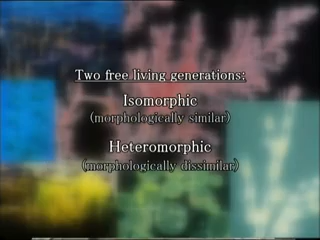 Two free living generations:
Isomorphic
(morphologically similar)
Heteromorphic
(morphologically dissimilar)